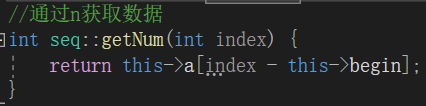 //通过n获取数据
int seq::getNum(int index) {
return this->a[index - this->begin];
}